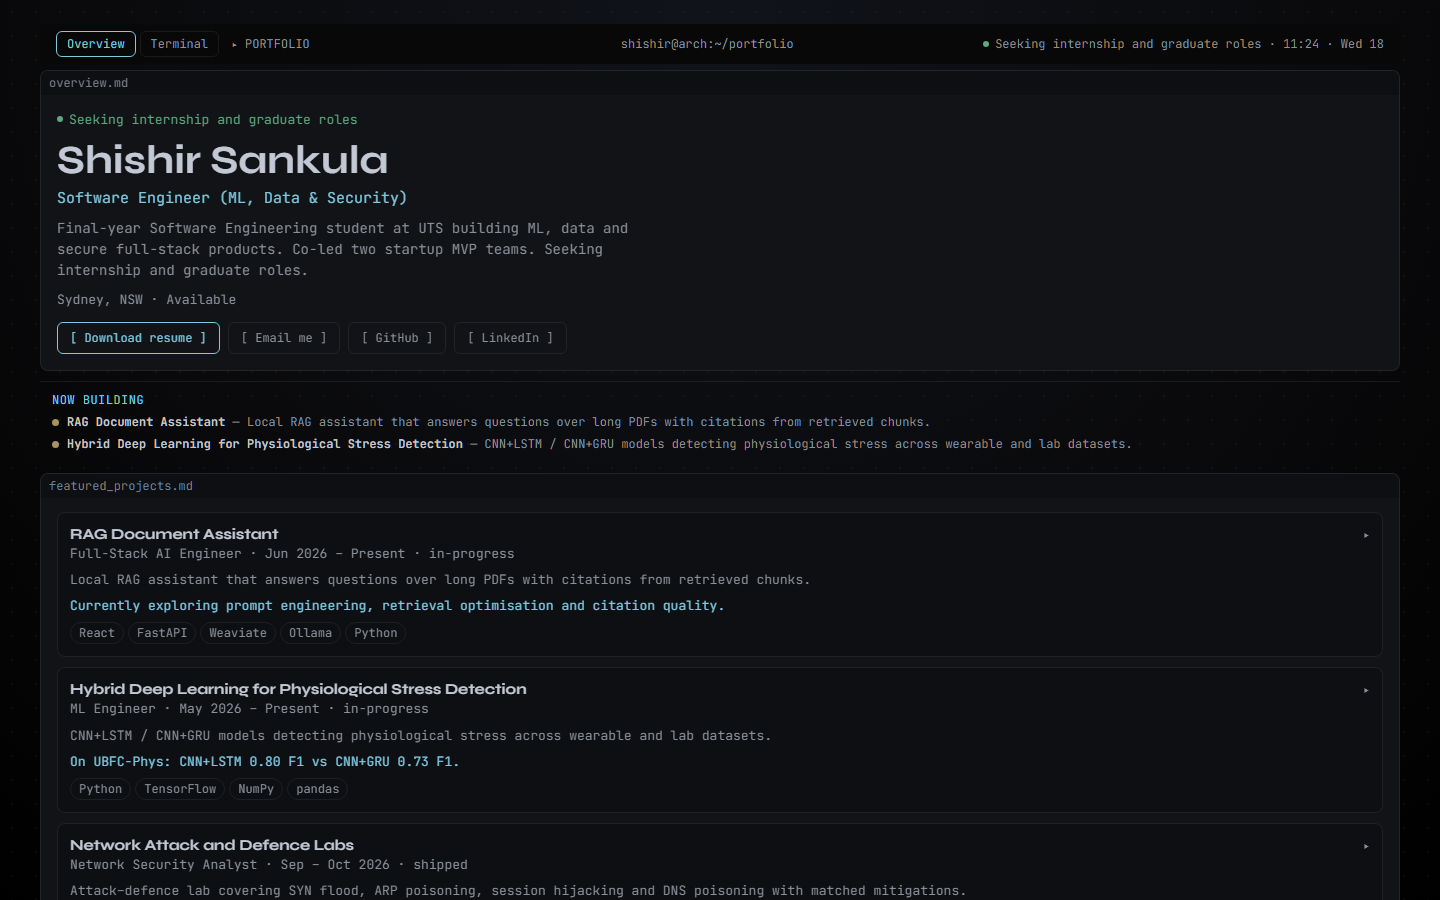 Overview Terminal ▸ PORTFOLIO shishir@arch:~/portfolio Seeking internship and graduate roles · 11:24 · Wed 18
overview.md
Seeking internship and graduate roles
Shishir Sankula
Software Engineer (ML, Data & Security)
Final-year Software Engineering student at UTS building ML, data and
secure full-stack products. Co-led two startup MVP teams. Seeking
internship and graduate roles.
Sydney, NSW · Available
[ Download resume ] [ Email me ] [ GitHub ] [ LinkedIn ]
NOW BUILDING
RAG Document Assistant — Local RAG assistant that answers questions over long PDFs with citations from retrieved chunks.
Hybrid Deep Learning for Physiological Stress Detection — CNN+LSTM / CNN+GRU models detecting physiological stress across wearable and lab datasets.
featured_projects.md
RAG Document Assistant ▸
Full-Stack AI Engineer · Jun 2026 – Present · in-progress
Local RAG assistant that answers questions over long PDFs with citations from retrieved chunks.
Currently exploring prompt engineering, retrieval optimisation and citation quality.
React FastAPI Weaviate Ollama Python
Hybrid Deep Learning for Physiological Stress Detection ▸
ML Engineer · May 2026 – Present · in-progress
CNN+LSTM / CNN+GRU models detecting physiological stress across wearable and lab datasets.
On UBFC-Phys: CNN+LSTM 0.80 F1 vs CNN+GRU 0.73 F1.
Python TensorFlow NumPy pandas
Network Attack and Defence Labs ▸
Network Security Analyst · Sep – Oct 2026 · shipped
Attack-defence lab covering SYN flood, ARP poisoning, session hijacking and DNS poisoning with matched mitigations.